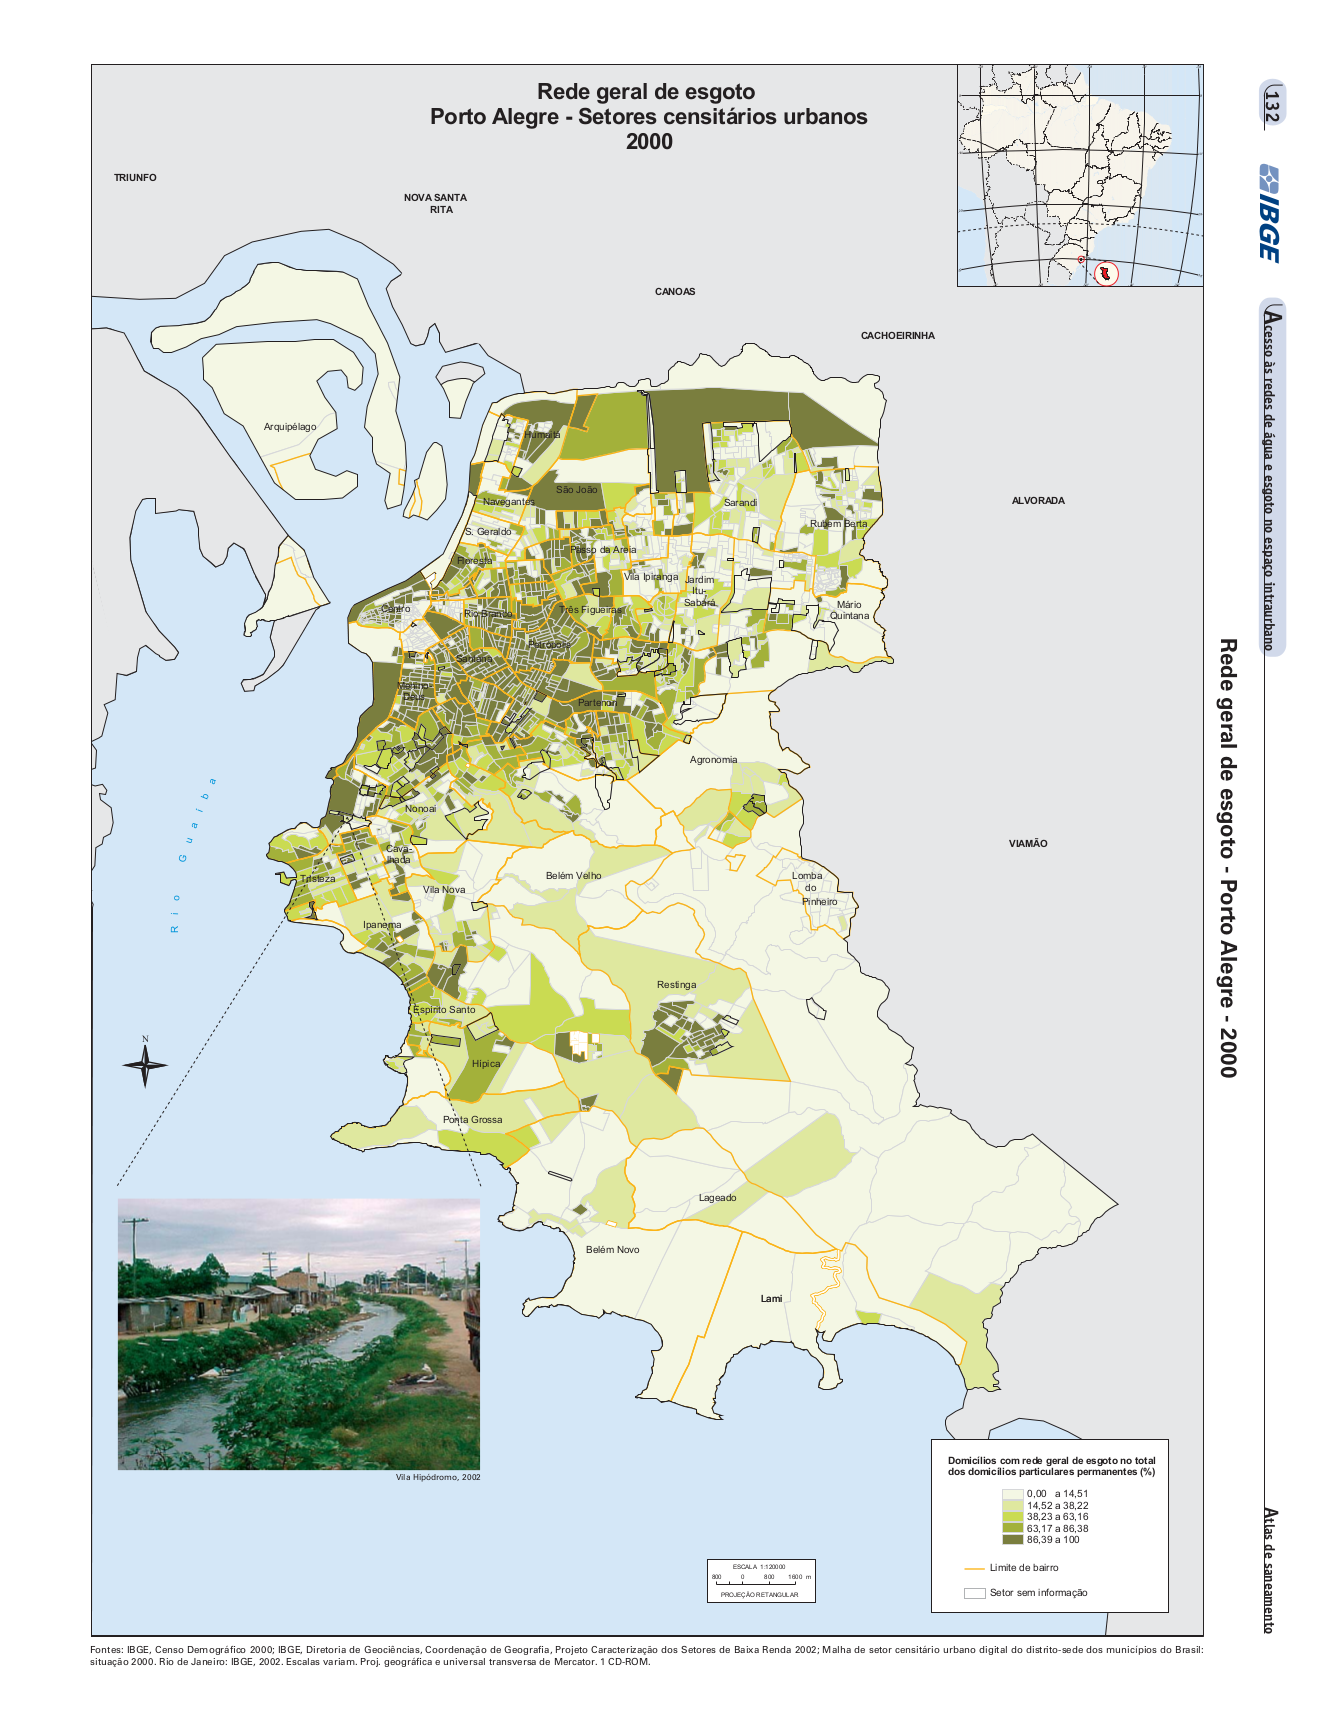 Rede geral de esgoto
Porto Alegre - Setores censitários urbanos
2000
TRIUNFO
NOVA SANTA
RITA
CANOAS
CACHOEIRINHA
ALVORADA
VIAMÃO
Arquipélago
Humaitá
São João
Navegantes
S. Geraldo
Sarandi
Rubem Berta
Floresta
Passo da Areia
Vila Ipiranga
Jardim
Itu-
Sabará
Mário
Quintana
Centro
Rio Branco
Três Figueiras
Petrópolis
Santana
Menino
Deus
Partenon
Agronomia
Nonoai
Cava-
lhada
Tristeza
Vila Nova
Belém Velho
Lomba
do
Pinheiro
Ipanema
Restinga
Espírito Santo
Hípica
Ponta Grossa
Lageado
Belém Novo
Lami
Rio Guaíba
N
Vila Hipódromo, 2002
ESCALA 1:120000
800 0 800 1600 m
PROJEÇÃO RETANGULAR
Domicílios com rede geral de esgoto no total
dos domicílios particulares permanentes (%)
0,00 a 14,51
14,52 a 38,22
38,23 a 63,16
63,17 a 86,38
86,39 a 100
Limite de bairro
Setor sem informação
Fontes: IBGE, Censo Demográfico 2000; IBGE, Diretoria de Geociências, Coordenação de Geografia, Projeto Caracterização dos Setores de Baixa Renda 2002; Malha de setor censitário urbano digital do distrito-sede dos municípios do Brasil:
situação 2000. Rio de Janeiro: IBGE, 2002. Escalas variam. Proj. geográfica e universal transversa de Mercator. 1 CD-ROM.
132
IBGE
Acesso às redes de água e esgoto no espaço intraurbano
Rede geral de esgoto - Porto Alegre - 2000
Atlas de saneamento